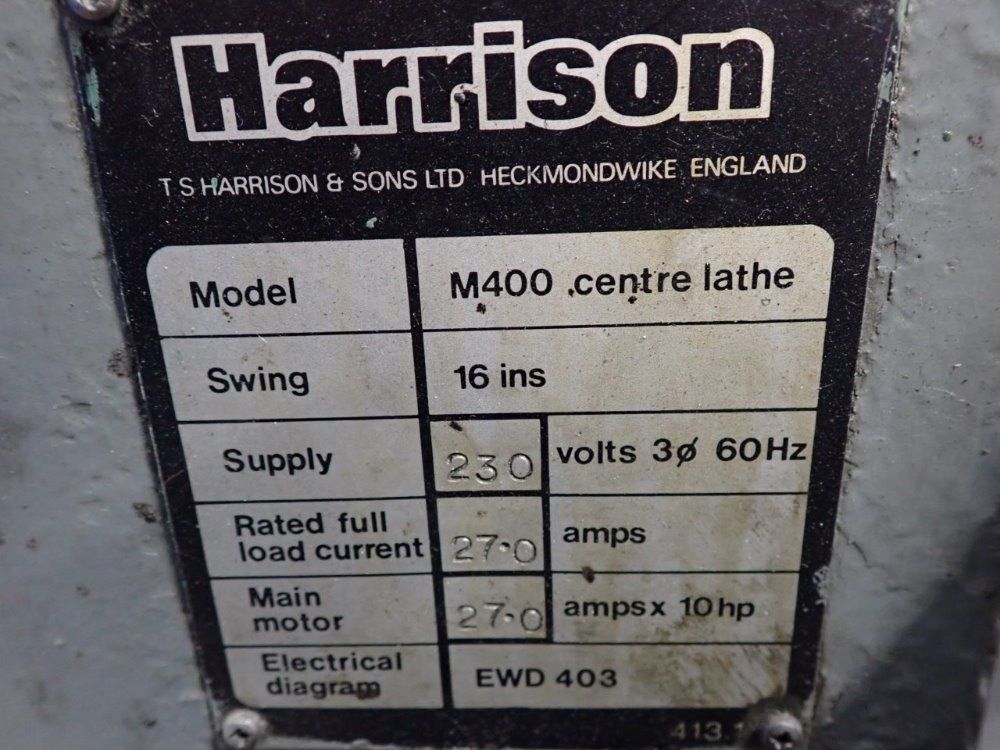 Harrison
T S HARRISON & SONS LTD HECKMONDWIKE ENGLAND
Model M400 centre lathe
Swing 16 ins
Supply 230 volts 3ø 60Hz
Rated full
load current 27·0 amps
Main
motor 27·0 amps x 10hp
Electrical
diagram EWD 403